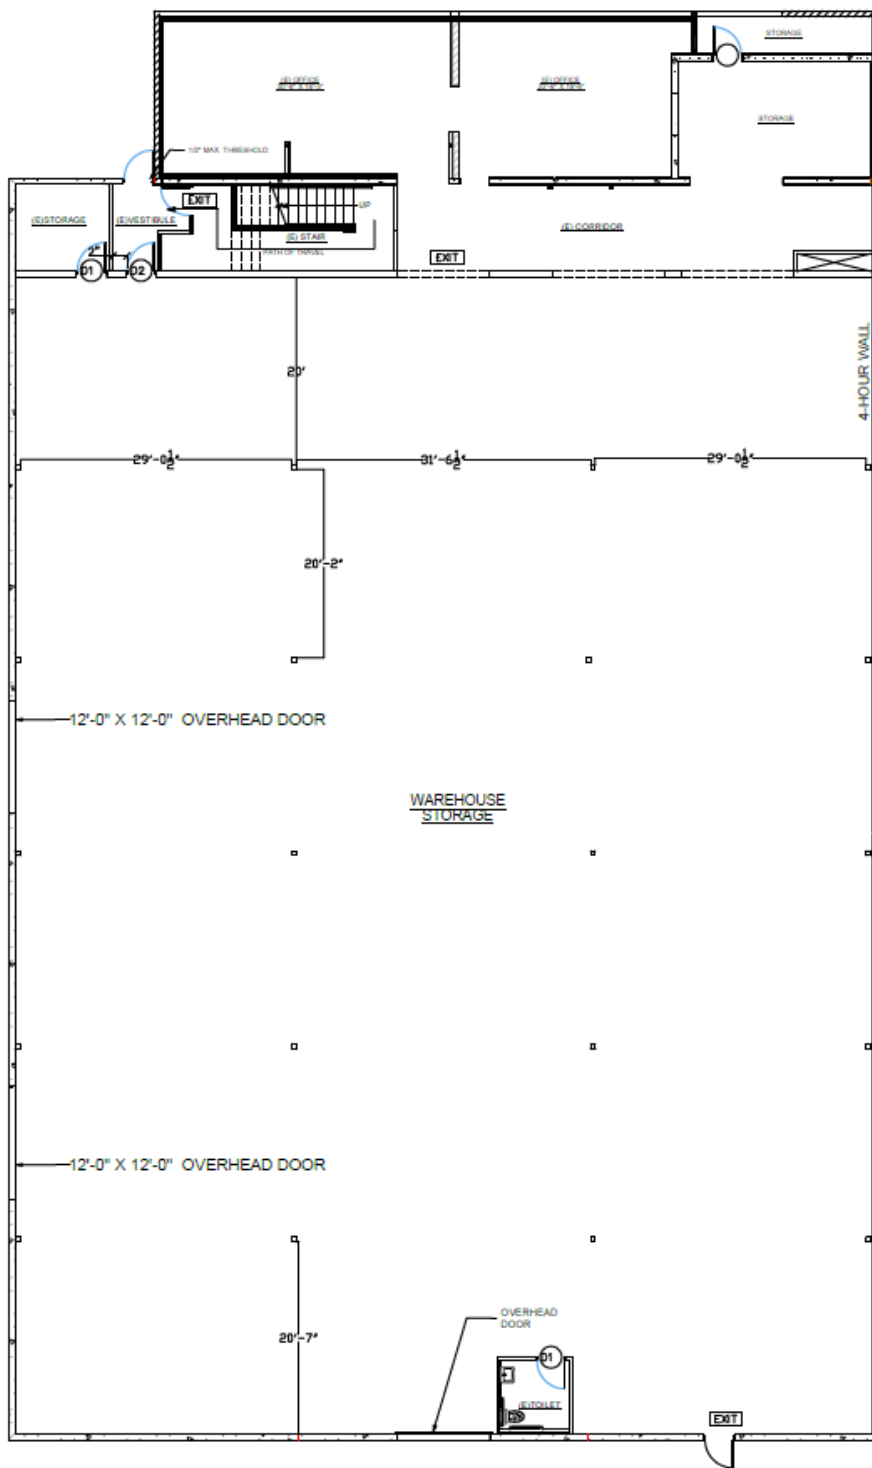 STORAGE
(E) OFFICE
(E) OFFICE
STORAGE
1/2" MAX. THRESHOLD
EXIT
UP
(E)STORAGE
(E)VESTIBULE
(E) STAIR
(E) CORRIDOR
PATH OF TRAVEL
EXIT
D1
D2
4-HOUR WALL
20'
29'-0½"
31'-6½"
29'-0½"
20'-2"
12'-0" X 12'-0" OVERHEAD DOOR
WAREHOUSE
STORAGE
12'-0" X 12'-0" OVERHEAD DOOR
OVERHEAD
DOOR
20'-7"
D1
(E)TOILET
EXIT